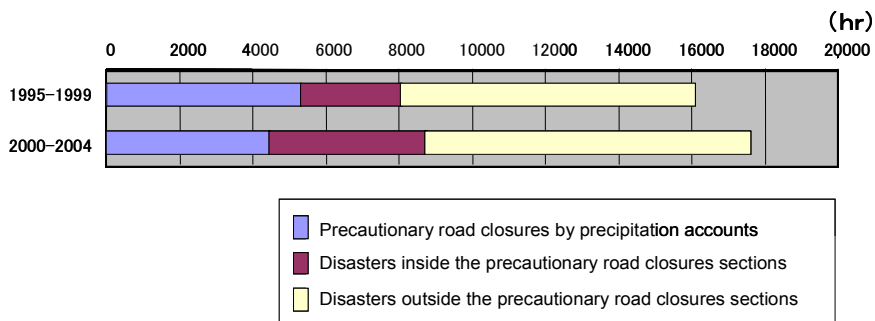 (hr)
0 2000 4000 6000 8000 10000 12000 14000 16000 18000 20000
1995-1999
2000-2004
Precautionary road closures by precipitation accounts
Disasters inside the precautionary road closures sections
Disasters outside the precautionary road closures sections